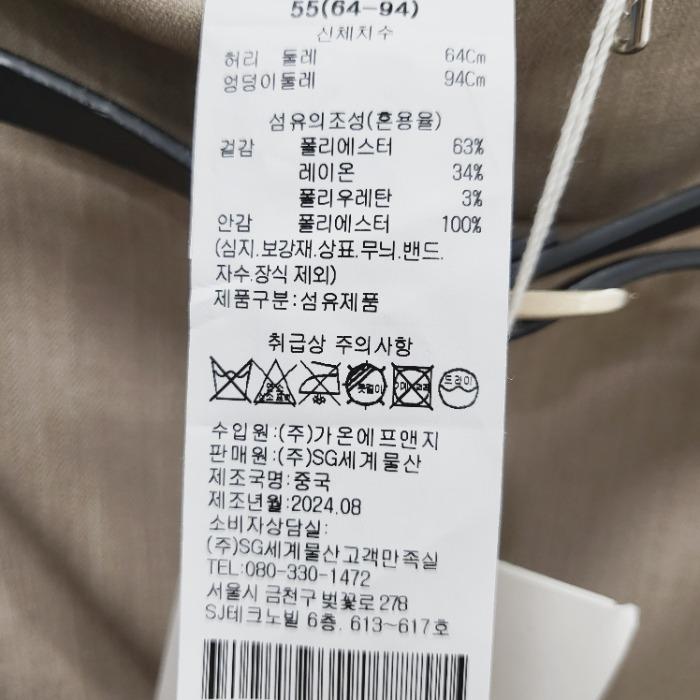 55(64-94)
신체치수
허리 둘레 64Cm
엉덩이둘레 94Cm
섬유의조성(혼용율)
겉감 폴리에스터 63%
레이온 34%
폴리우레탄 3%
안감 폴리에스터 100%
(심지.보강재.상표.무늬.밴드.
자수.장식 제외)
제품구분:섬유제품
취급상 주의사항
염소 드라이
수입원:(주)가온에프앤지
판매원:(주)SG세계물산
제조국명:중국
제조년월:2024.08
소비자상담실:
(주)SG세계물산고객만족실
TEL:080-330-1472
서울시 금천구 벚꽃로 278
SJ테크노빌 6층. 613~617호